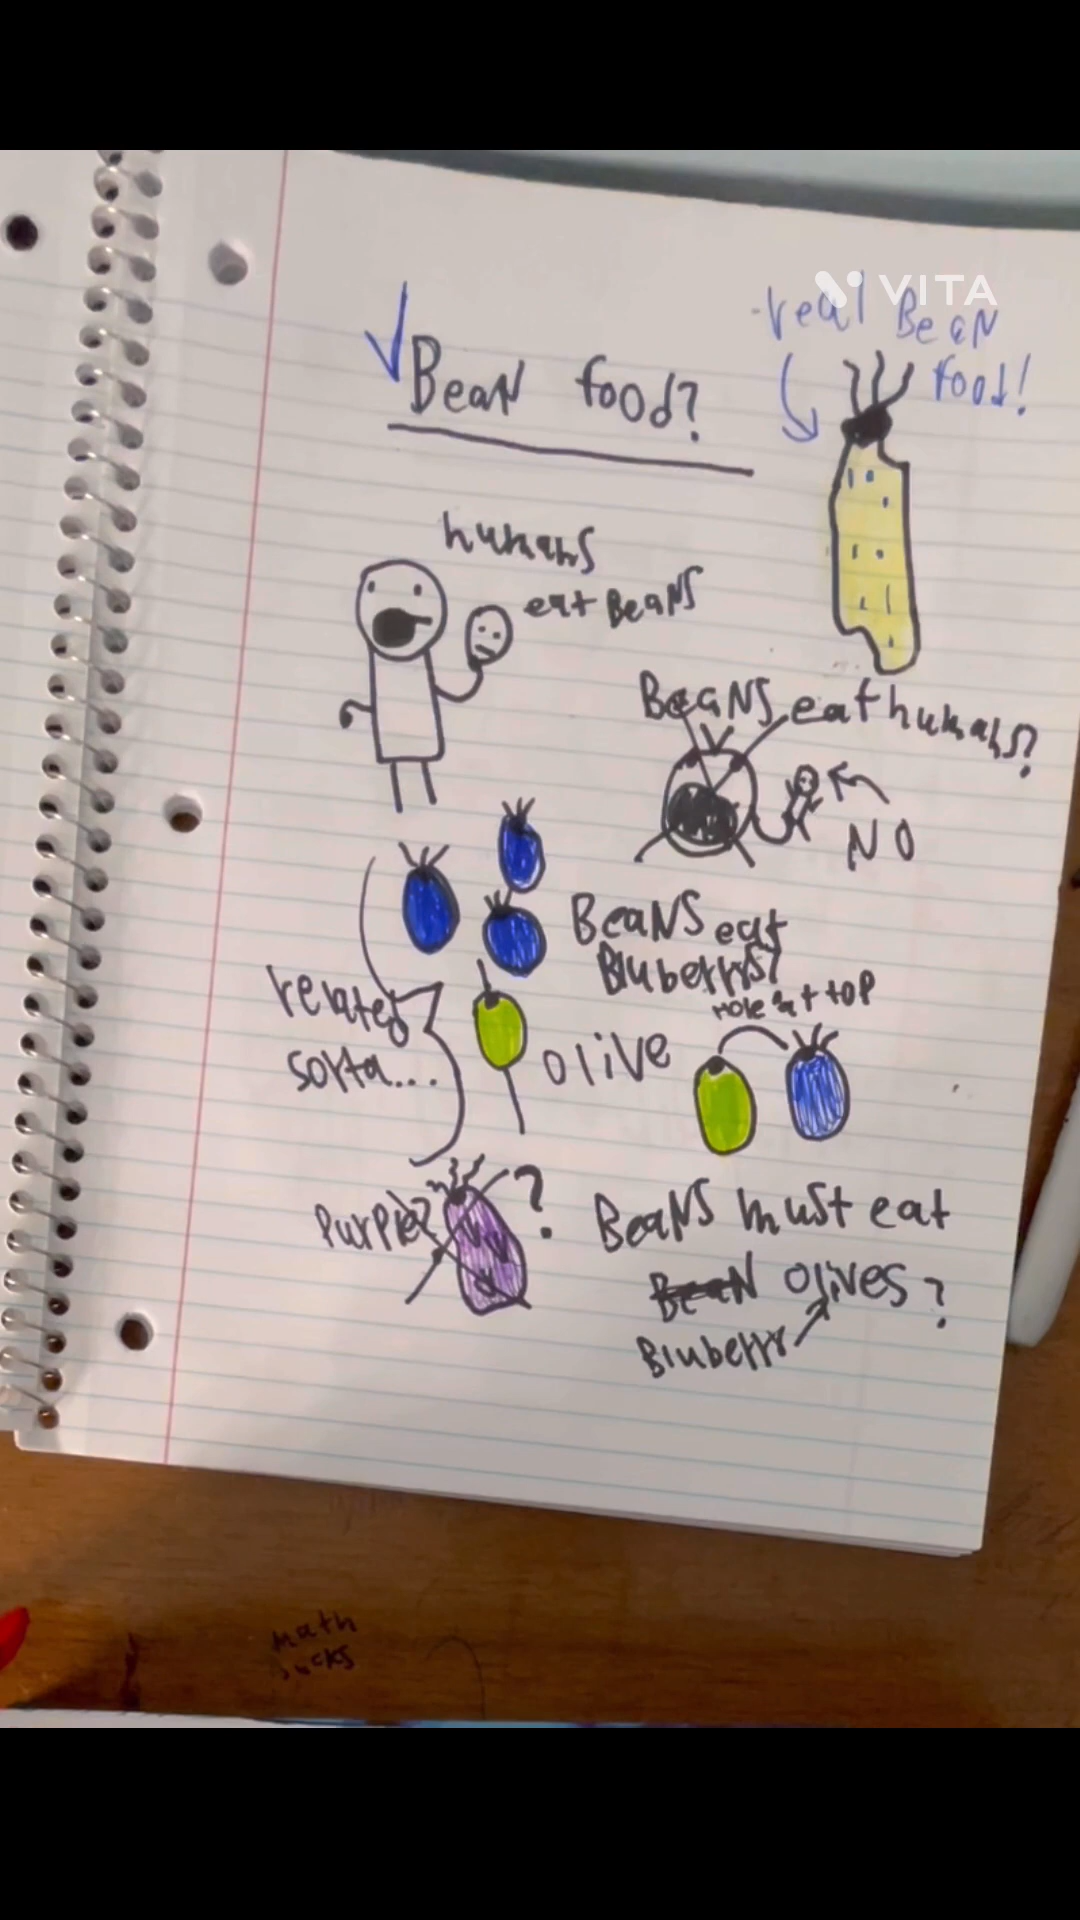 VITA
real BeaN
food!
BeaN food?
humans
eat BeaNS
BeaNS eat humans?
NO
BeaNS eat
Bluberrys?
related
sorta...
olive
Hole at top
Purple?
?
BeaNS must eat
BeaN olives?
Bluberry
math
sucks